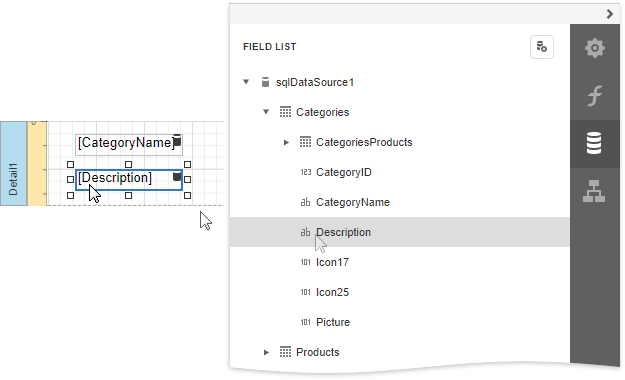 Detail1
[CategoryName]
[Description]
FIELD LIST
sqlDataSource1
Categories
CategoriesProducts
123 CategoryID
ab CategoryName
ab Description
101 Icon17
101 Icon25
101 Picture
Products